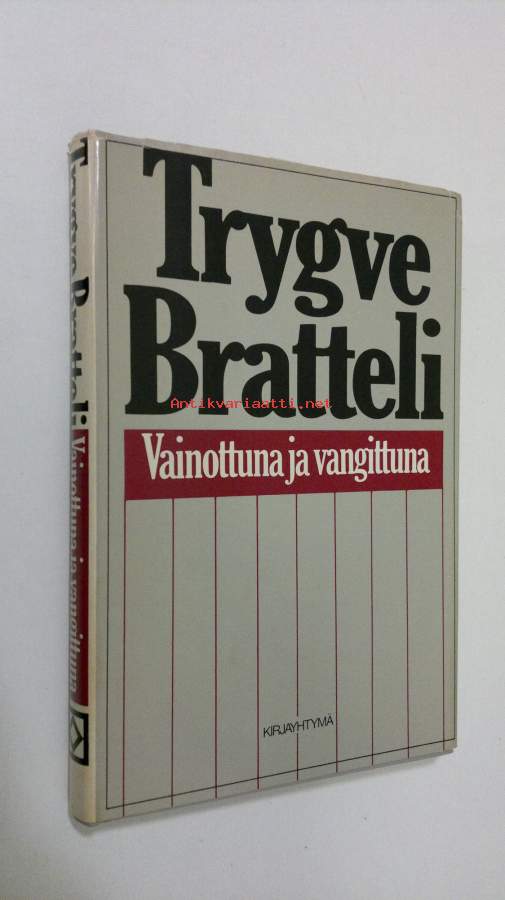 Trygve
Bratteli
Antikvariaatti.net
Vainottuna ja vangittuna
KIRJAYHTYMÄ
Trygve Bratteli Vainottuna ja vangittuna